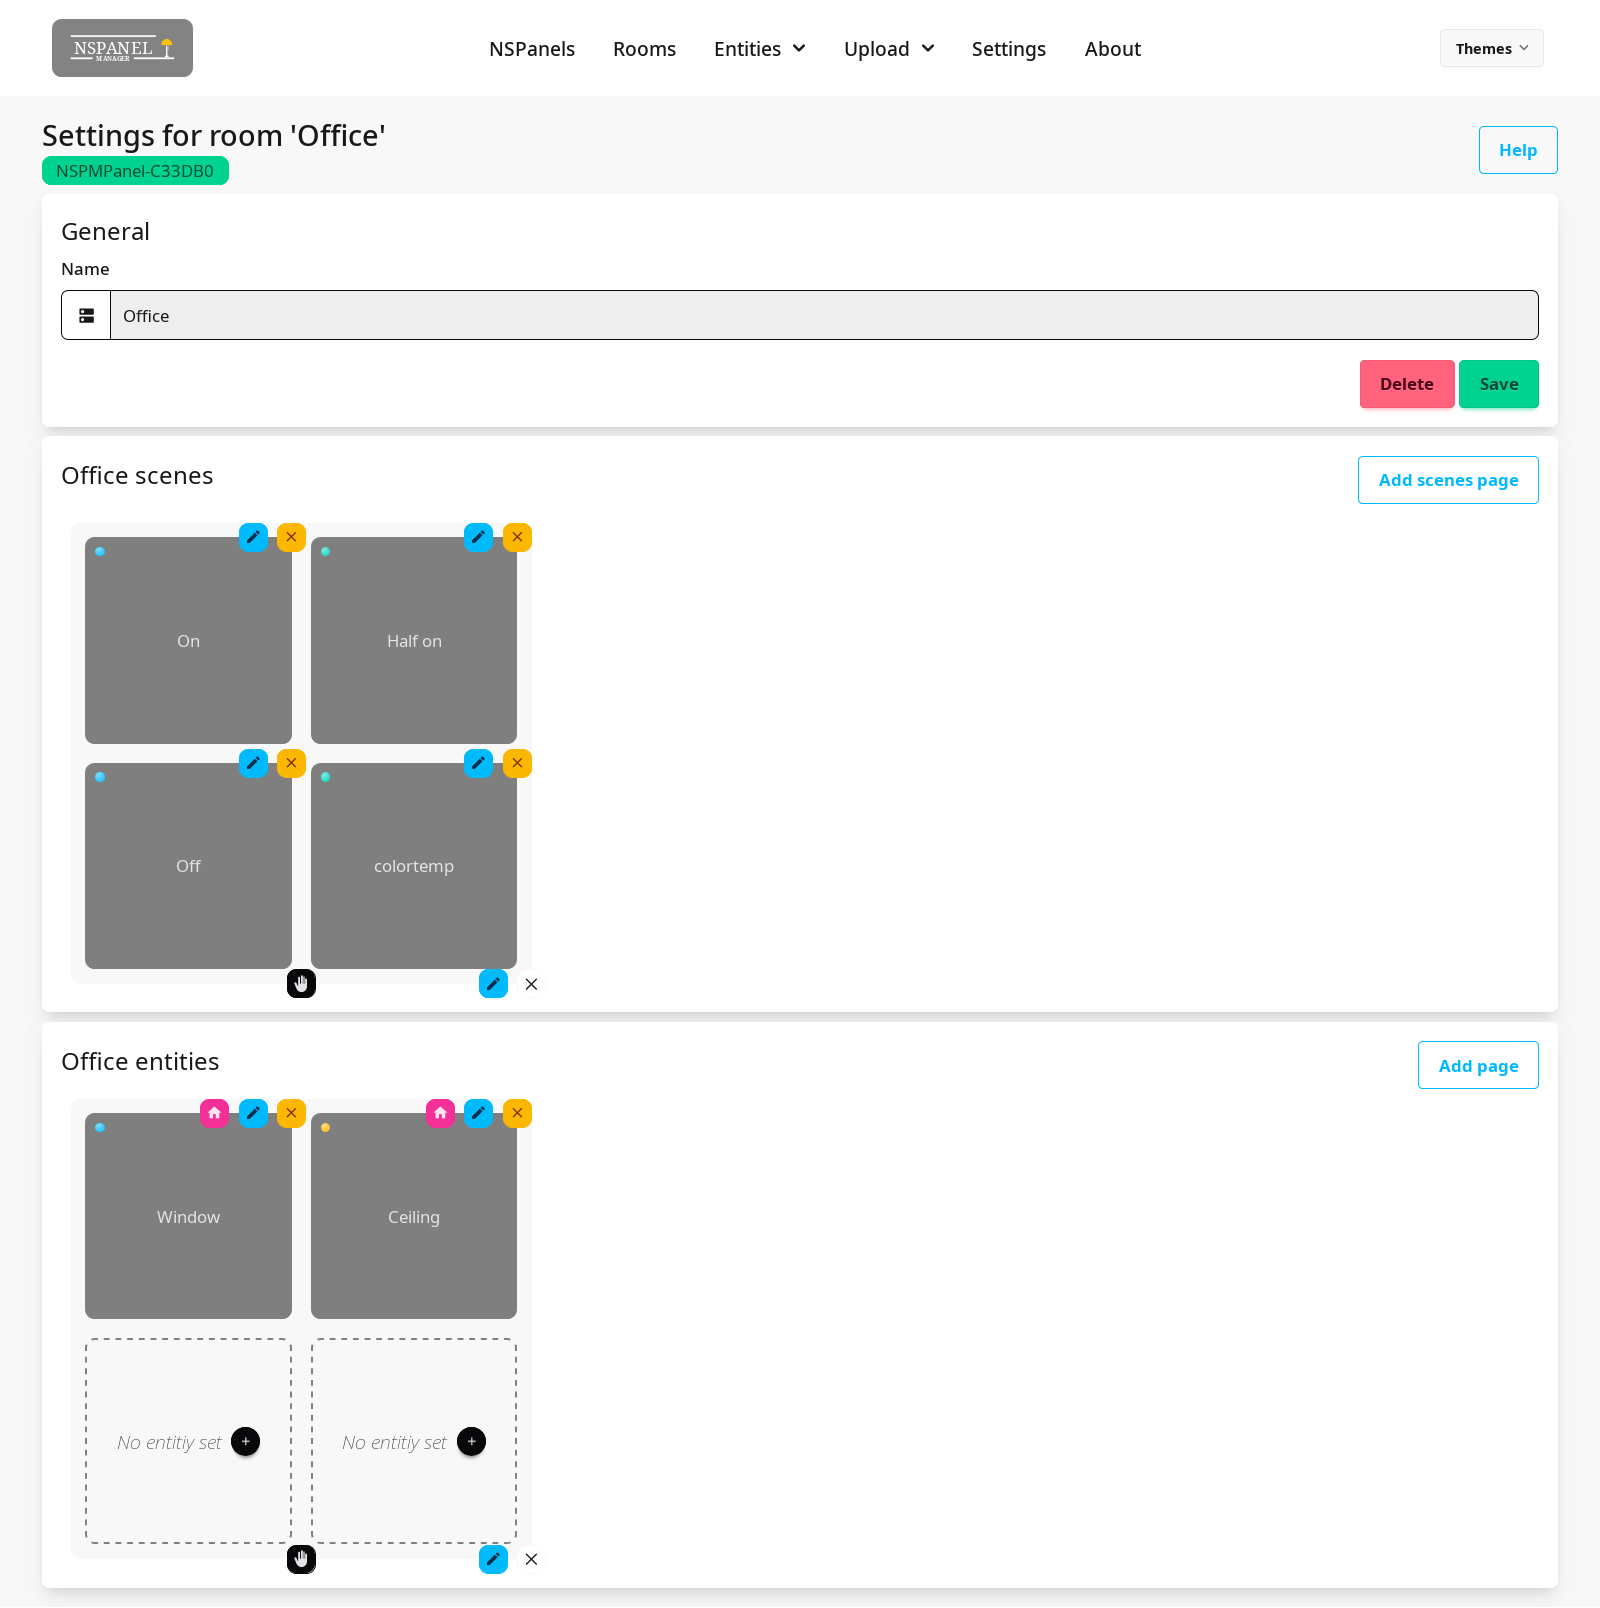 NSPANEL
MANAGER
NSPanels Rooms Entities Upload Settings About
Themes
Settings for room 'Office'
Help
NSPMPanel-C33DB0
General
Name
Office
Delete Save
Office scenes
Add scenes page
On
Half on
Off
colortemp
Office entities
Add page
Window
Ceiling
No entitiy set
No entitiy set